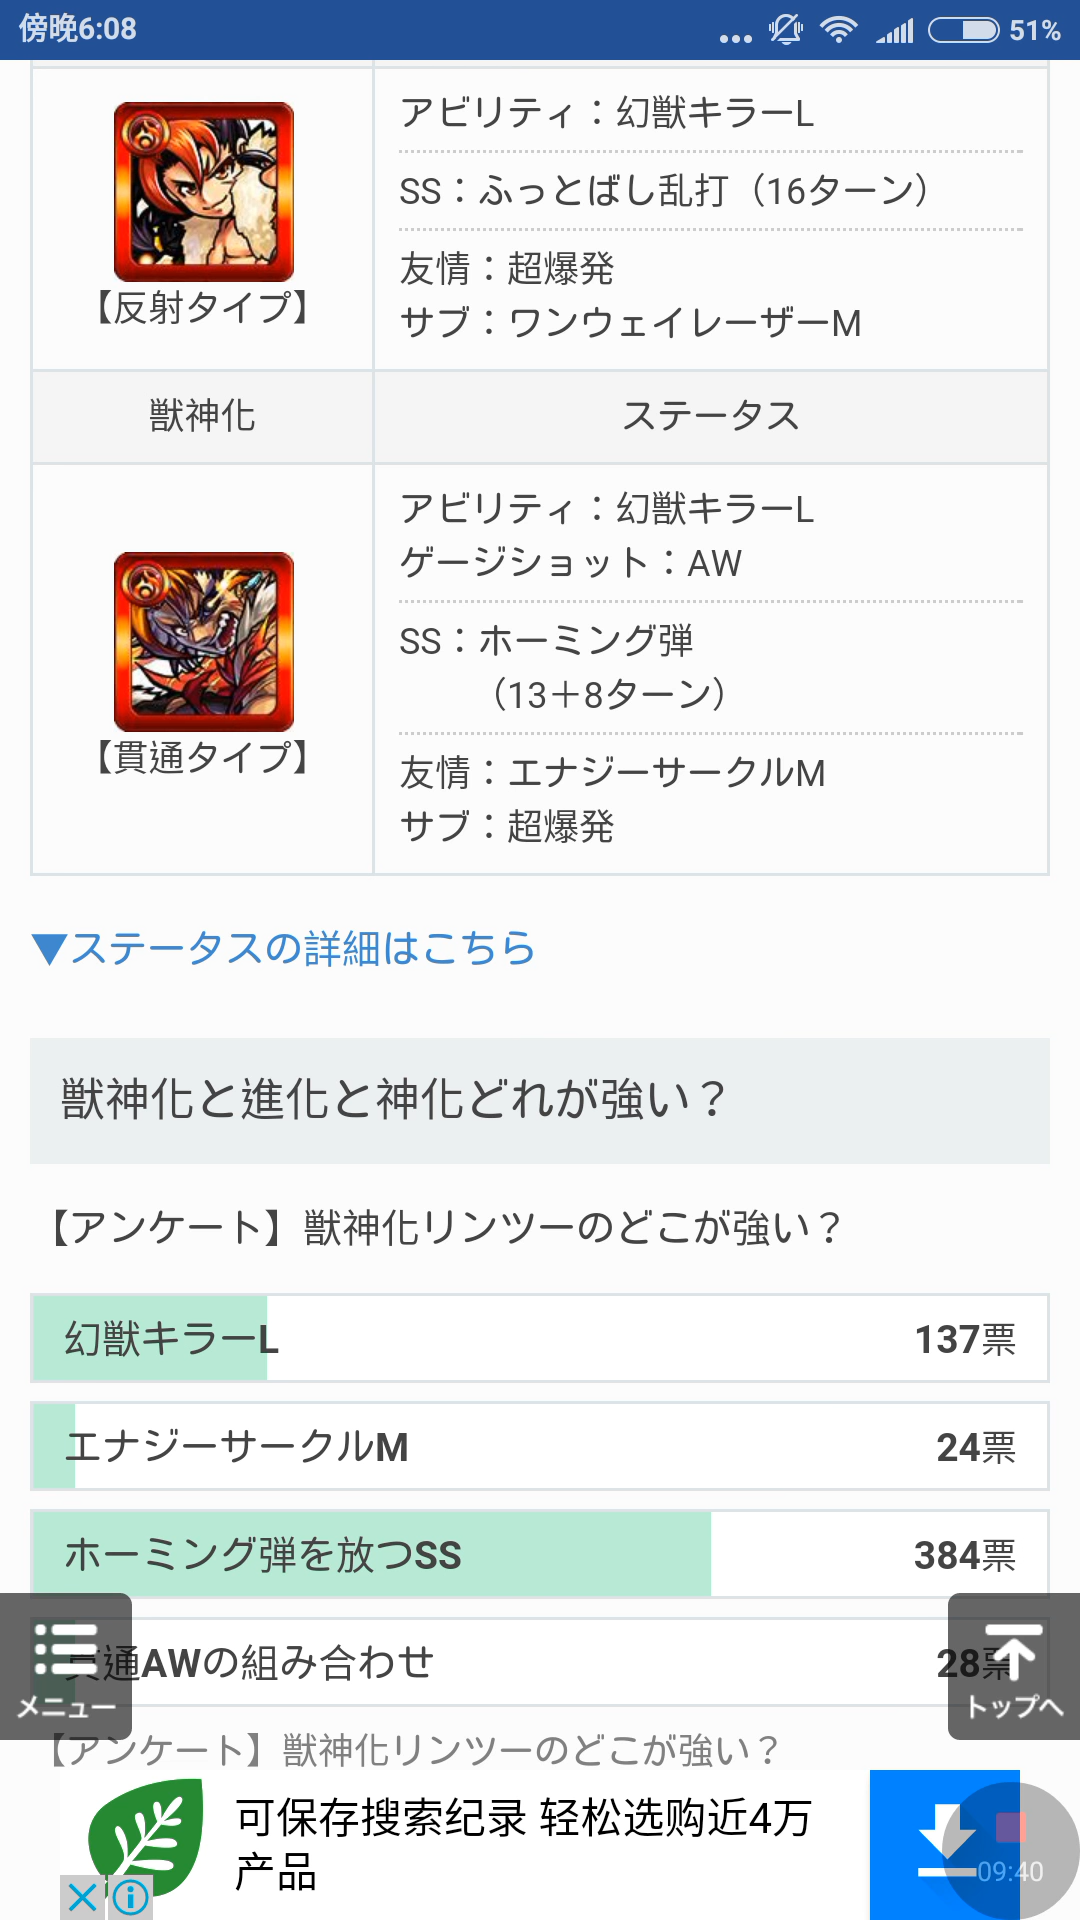 傍晚6:08
51%
アビリティ：幻獣キラーL
SS：ふっとばし乱打（16ターン）
友情：超爆発
サブ：ワンウェイレーザーM
【反射タイプ】
獣神化
ステータス
アビリティ：幻獣キラーL
ゲージショット：AW
SS：ホーミング弾
（13＋8ターン）
友情：エナジーサークルM
サブ：超爆発
【貫通タイプ】
▼ステータスの詳細はこちら
獣神化と進化と神化どれが強い？
【アンケート】獣神化リンツーのどこが強い？
幻獣キラーL
137票
エナジーサークルM
24票
ホーミング弾を放つSS
384票
貫通AWの組み合わせ
28票
メニュー
トップへ
【アンケート】獣神化リンツーのどこが強い？
可保存搜索纪录 轻松选购近4万
产品
09:40